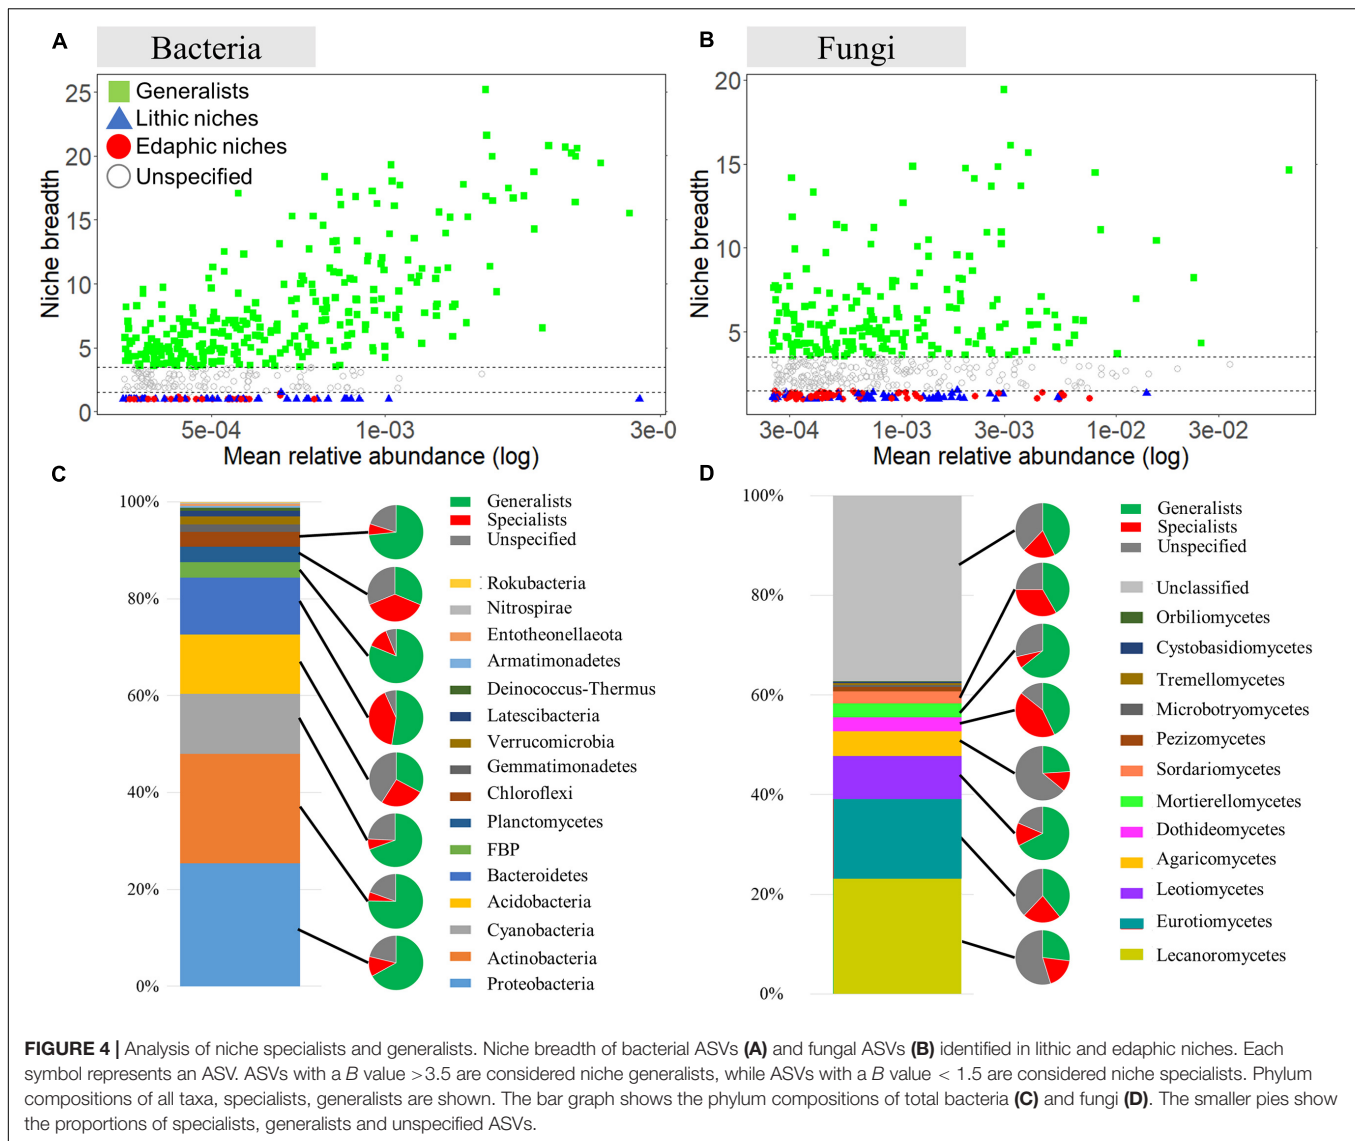 A
Bacteria
B
Fungi
Generalists
Lithic niches
Edaphic niches
Unspecified
25
20
15
10
5
0
Niche breadth
5e-04
1e-03
3e-0
Mean relative abundance (log)
20
15
10
5
Niche breadth
3e-04
1e-03
3e-03
1e-02
3e-02
Mean relative abundance (log)
C
100%
80%
60%
40%
20%
0%
Generalists
Specialists
Unspecified
Rokubacteria
Nitrospirae
Entotheonellaeota
Armatimonadetes
Deinococcus-Thermus
Latescibacteria
Verrucomicrobia
Gemmatimonadetes
Chloroflexi
Planctomycetes
FBP
Bacteroidetes
Acidobacteria
Cyanobacteria
Actinobacteria
Proteobacteria
D
100%
80%
60%
40%
20%
0%
Generalists
Specialists
Unspecified
Unclassified
Orbiliomycetes
Cystobasidiomycetes
Tremellomycetes
Microbotryomycetes
Pezizomycetes
Sordariomycetes
Mortierellomycetes
Dothideomycetes
Agaricomycetes
Leotiomycetes
Eurotiomycetes
Lecanoromycetes
FIGURE 4 | Analysis of niche specialists and generalists. Niche breadth of bacterial ASVs (A) and fungal ASVs (B) identified in lithic and edaphic niches. Each
symbol represents an ASV. ASVs with a B value >3.5 are considered niche generalists, while ASVs with a B value < 1.5 are considered niche specialists. Phylum
compositions of all taxa, specialists, generalists are shown. The bar graph shows the phylum compositions of total bacteria (C) and fungi (D). The smaller pies show
the proportions of specialists, generalists and unspecified ASVs.